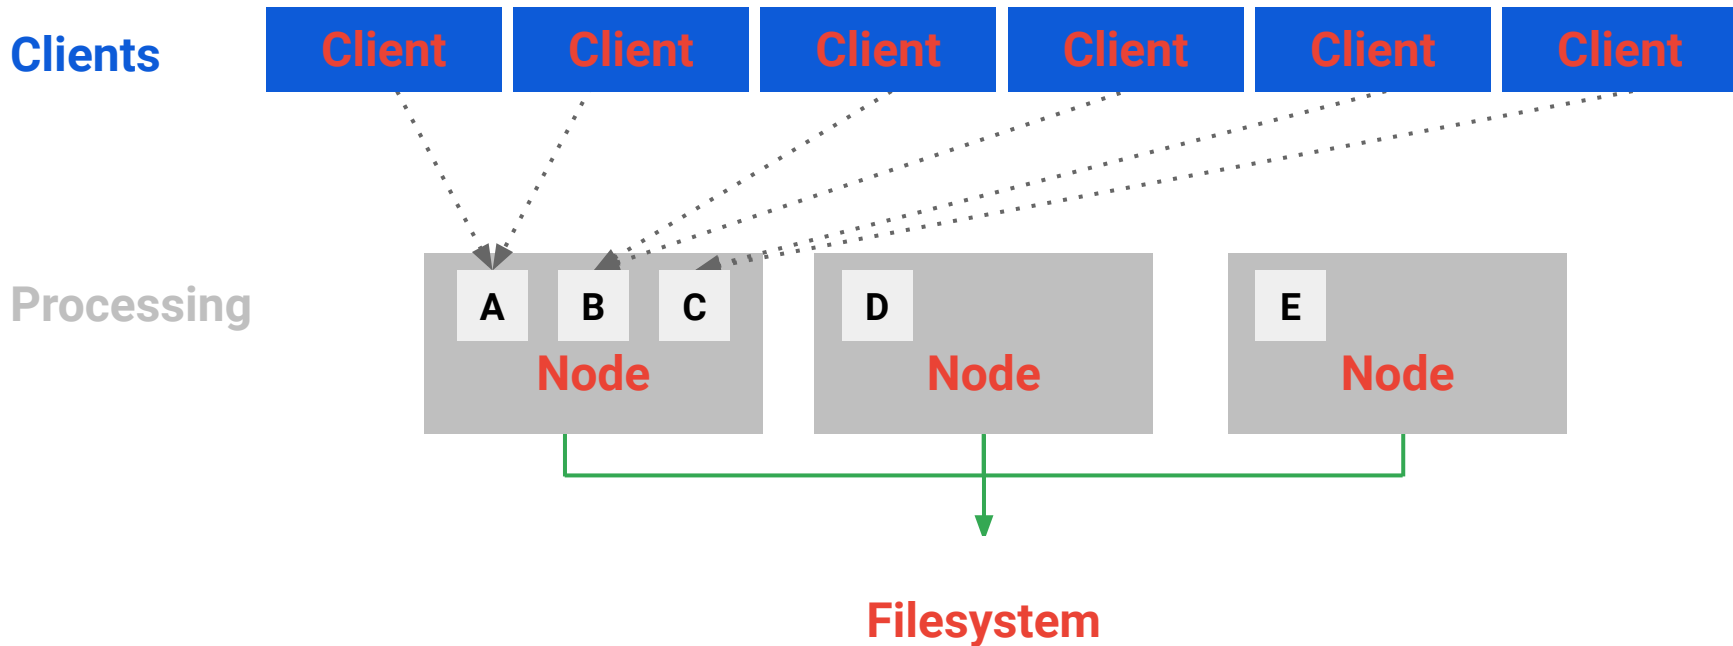 Clients
Client Client Client Client Client Client
Processing
A B C D E
Node Node Node
Filesystem